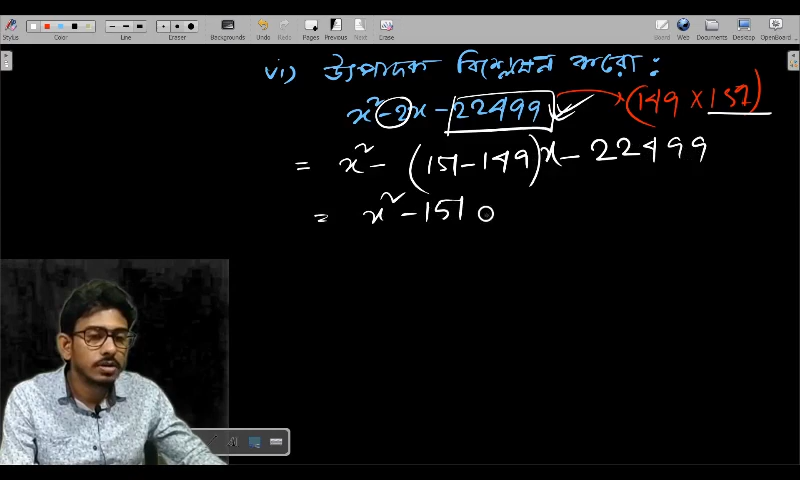 Stylus Color Line Eraser Backgrounds Undo Redo Pages Previous Next Erase Board Web Documents Desktop OpenBoard
vi) উৎপাদক বিশ্লেষণ করো :
x² - 2x - 22499 (149 × 151)
= x² - (151 - 149)x - 22499
= x² - 151